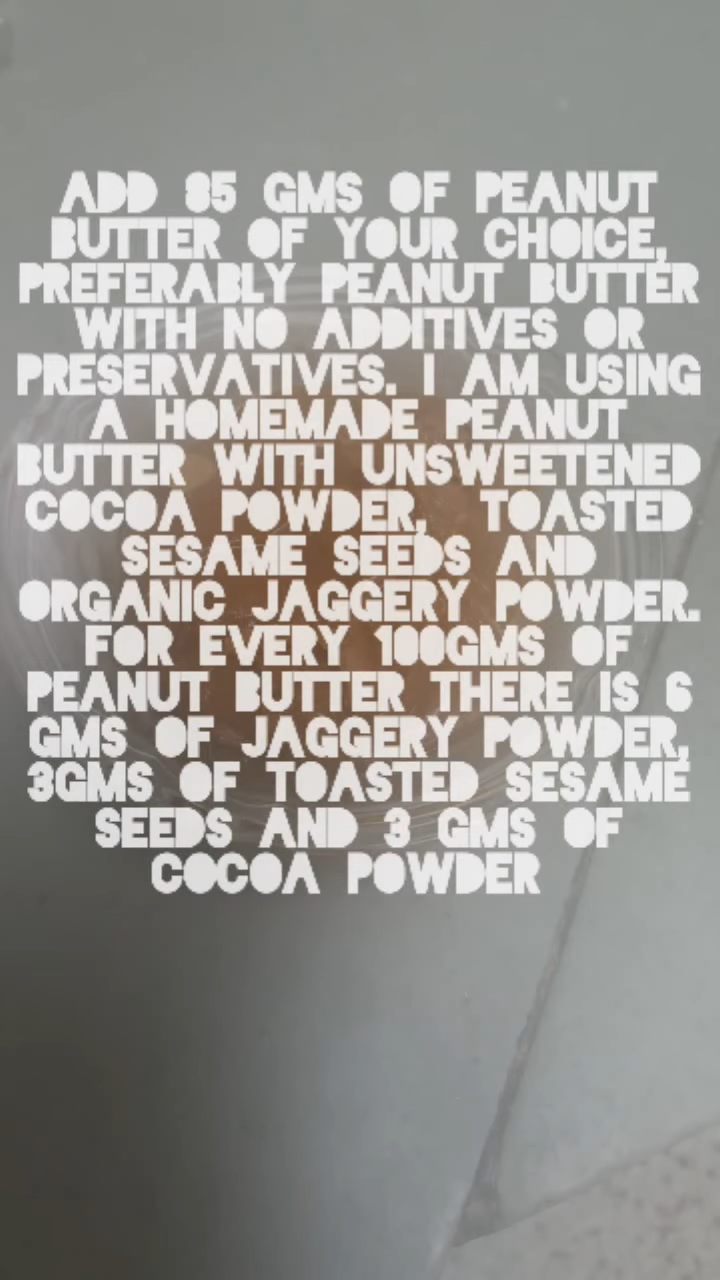 ADD 85 GMS OF PEANUT
BUTTER OF YOUR CHOICE,
PREFERABLY PEANUT BUTTER
WITH NO ADDITIVES OR
PRESERVATIVES. I AM USING
A HOMEMADE PEANUT
BUTTER WITH UNSWEETENED
COCOA POWDER, TOASTED
SESAME SEEDS AND
ORGANIC JAGGERY POWDER.
FOR EVERY 100GMS OF
PEANUT BUTTER THERE IS 6
GMS OF JAGGERY POWDER,
3GMS OF TOASTED SESAME
SEEDS AND 3 GMS OF
COCOA POWDER